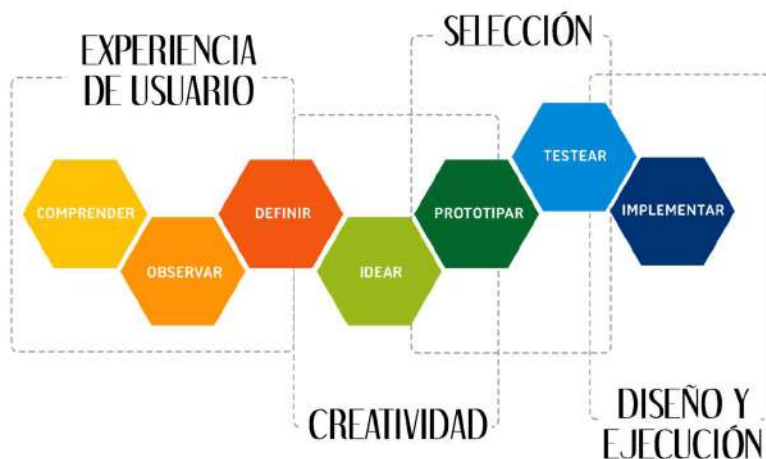 EXPERIENCIA
DE USUARIO
SELECCIÓN
COMPRENDER
OBSERVAR
DEFINIR
IDEAR
PROTOTIPAR
TESTEAR
IMPLEMENTAR
CREATIVIDAD
DISEÑO Y
EJECUCIÓN